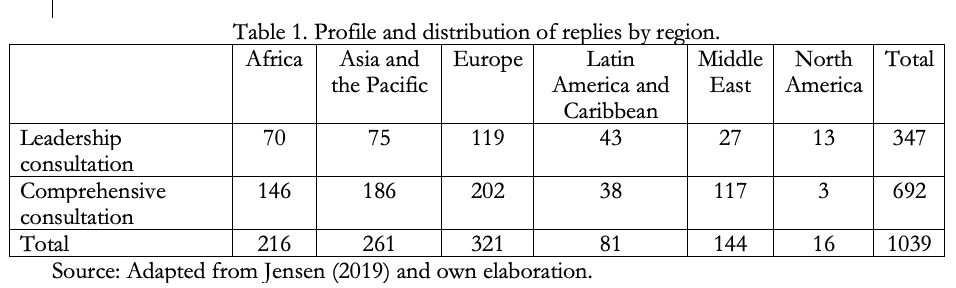 Table 1. Profile and distribution of replies by region.
Africa Asia and the Pacific Europe Latin America and Caribbean Middle East North America Total
Leadership consultation 70 75 119 43 27 13 347
Comprehensive consultation 146 186 202 38 117 3 692
Total 216 261 321 81 144 16 1039
Source: Adapted from Jensen (2019) and own elaboration.